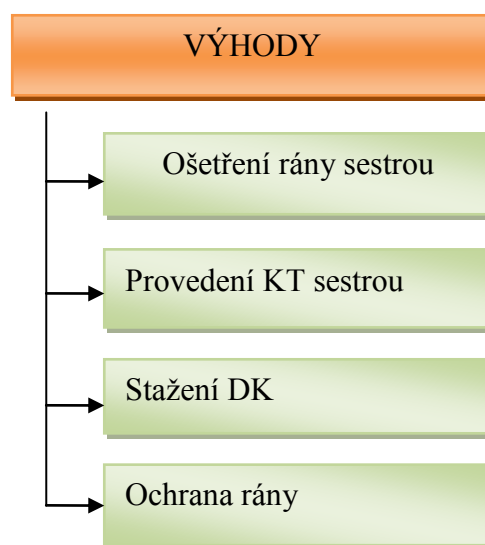 VÝHODY
Ošetření rány sestrou
Provedení KT sestrou
Stažení DK
Ochrana rány